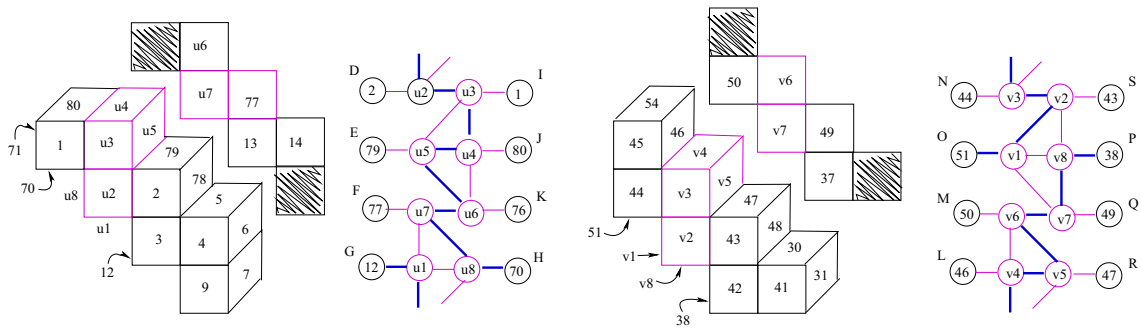 u6
u7 77
13 14
80 u4
71 1 u3 u5 79
70
u8 u2 2 78 5
u1 3 4 6
12 9 7
D 2 u2 u3 1 I
E 79 u5 u4 80 J
F 77 u7 u6 76 K
G 12 u1 u8 70 H
50 v6
v7 49
37
54
45 46 v4
44 v3 v5 47
51 v2 43 48 30
v1
v8 42 41 31
38
N 44 v3 v2 43 S
O 51 v1 v8 38 P
M 50 v6 v7 49 Q
L 46 v4 v5 47 R